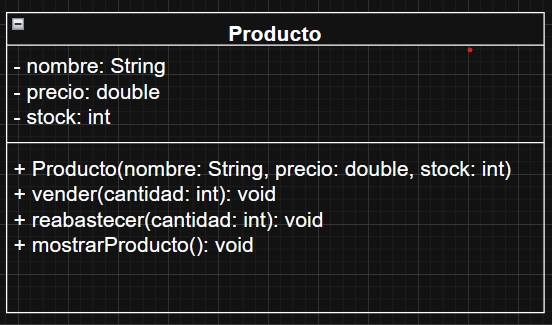 Producto
- nombre: String
- precio: double
- stock: int
+ Producto(nombre: String, precio: double, stock: int)
+ vender(cantidad: int): void
+ reabastecer(cantidad: int): void
+ mostrarProducto(): void